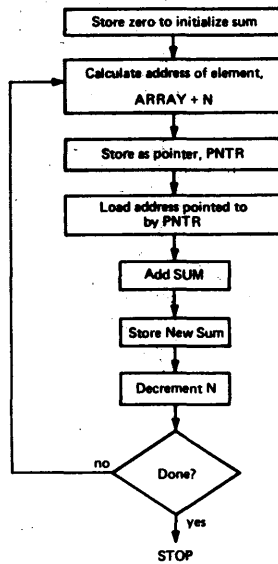 Store zero to initialize sum
Calculate address of element,
ARRAY + N
Store as pointer, PNTR
Load address pointed to
by PNTR
Add SUM
Store New Sum
Decrement N
no
Done?
yes
STOP